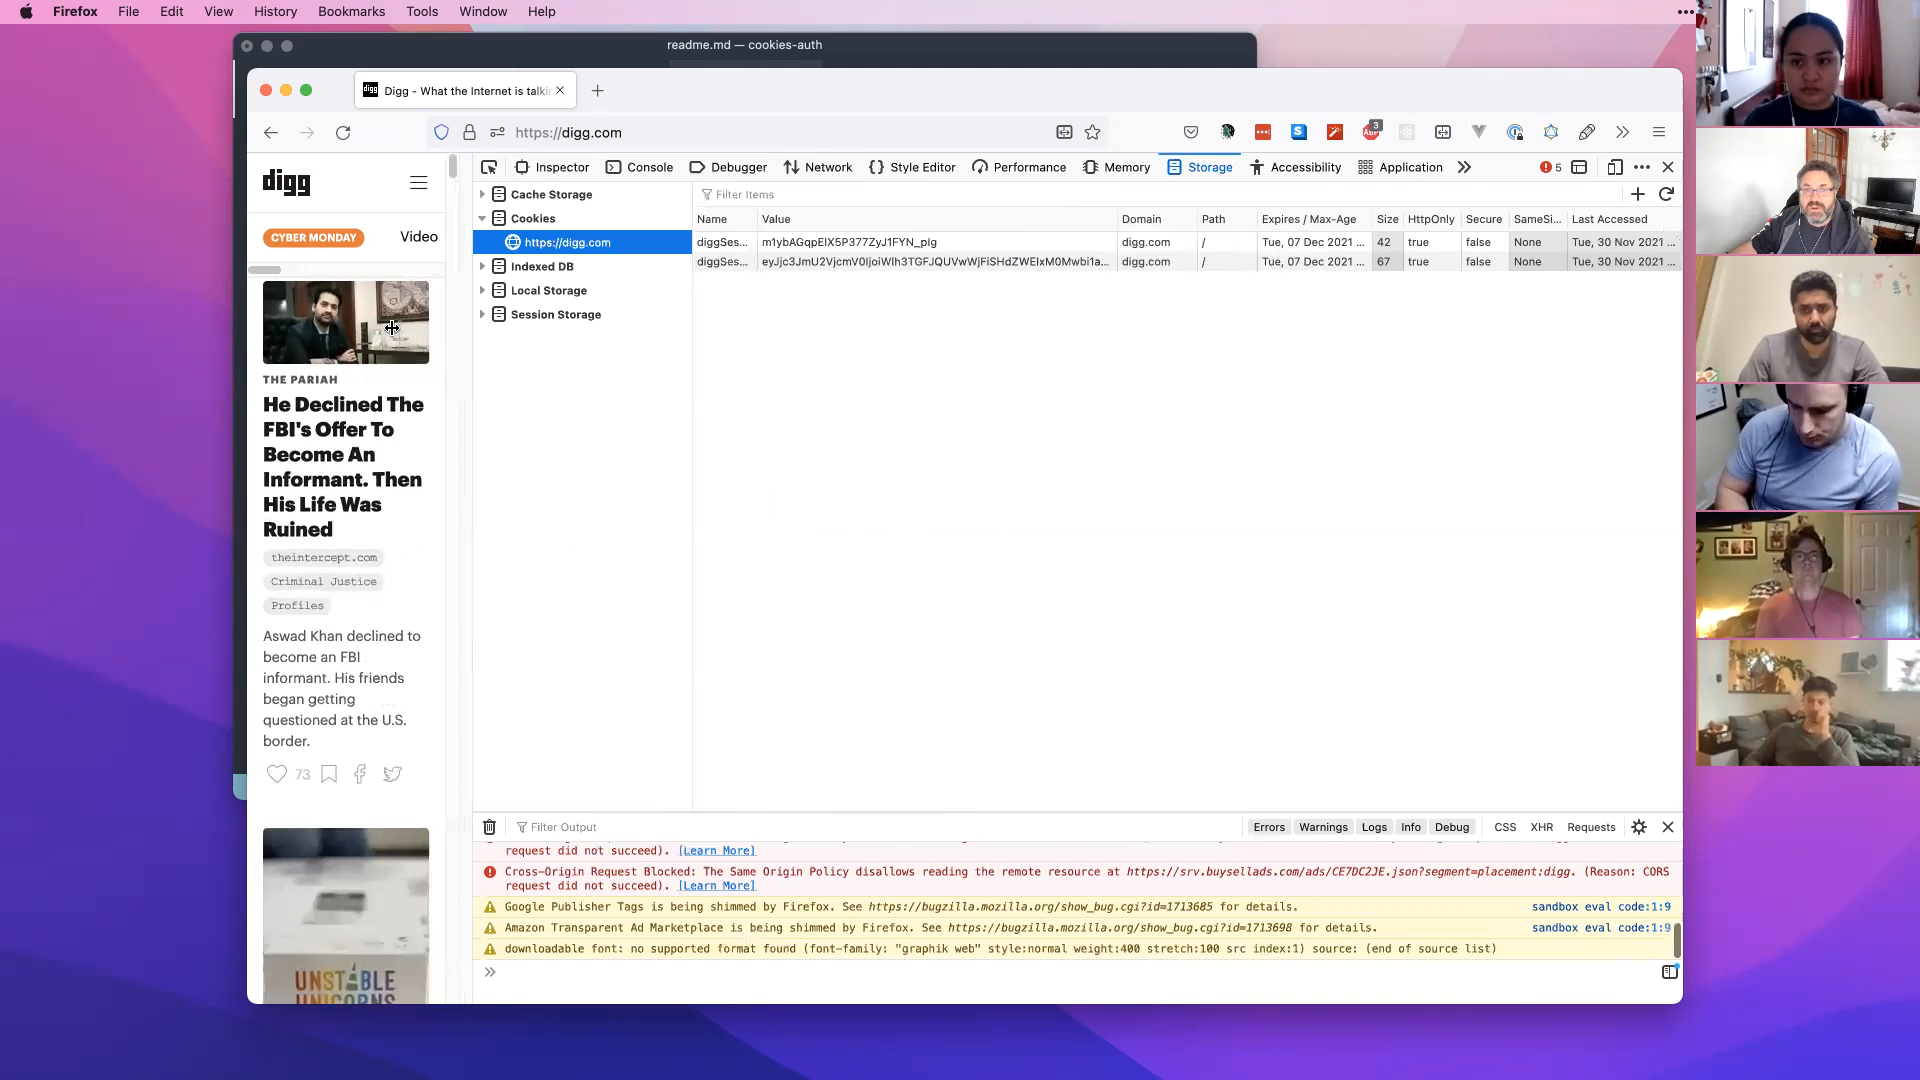 Firefox File Edit View History Bookmarks Tools Window Help
readme.md — cookies-auth
digg Digg - What the Internet is talkin
https://digg.com
3
Inspector Console Debugger Network Style Editor Performance Memory Storage Accessibility Application 5
digg
CYBER MONDAY Video
THE PARIAH
He Declined The
FBI's Offer To
Become An
Informant. Then
His Life Was
Ruined
theintercept.com
Criminal Justice
Profiles
Aswad Khan declined to
become an FBI
informant. His friends
began getting
questioned at the U.S.
border.
73
UNSTABLE
UNICORNS
Cache Storage
Cookies
https://digg.com
Indexed DB
Local Storage
Session Storage
Filter Items
Name Value Domain Path Expires / Max-Age Size HttpOnly Secure SameSi... Last Accessed
diggSes... m1ybAGqpEIX5P377ZyJ1FYN_pIg digg.com / Tue, 07 Dec 2021 ... 42 true false None Tue, 30 Nov 2021 ...
diggSes... eyJjc3JmU2VjcmV0IjoiWlh3TGFJQUVwWjFiSHdZWElxM0Mwbi1a... digg.com / Tue, 07 Dec 2021 ... 67 true false None Tue, 30 Nov 2021 ...
Filter Output Errors Warnings Logs Info Debug CSS XHR Requests
request did not succeed). [Learn More]
Cross-Origin Request Blocked: The Same Origin Policy disallows reading the remote resource at https://srv.buysellads.com/ads/CE7DC2JE.json?segment=placement:digg. (Reason: CORS
request did not succeed). [Learn More]
Google Publisher Tags is being shimmed by Firefox. See https://bugzilla.mozilla.org/show_bug.cgi?id=1713685 for details. sandbox eval code:1:9
Amazon Transparent Ad Marketplace is being shimmed by Firefox. See https://bugzilla.mozilla.org/show_bug.cgi?id=1713698 for details. sandbox eval code:1:9
downloadable font: no supported format found (font-family: "graphik web" style:normal weight:400 stretch:100 src index:1) source: (end of source list)